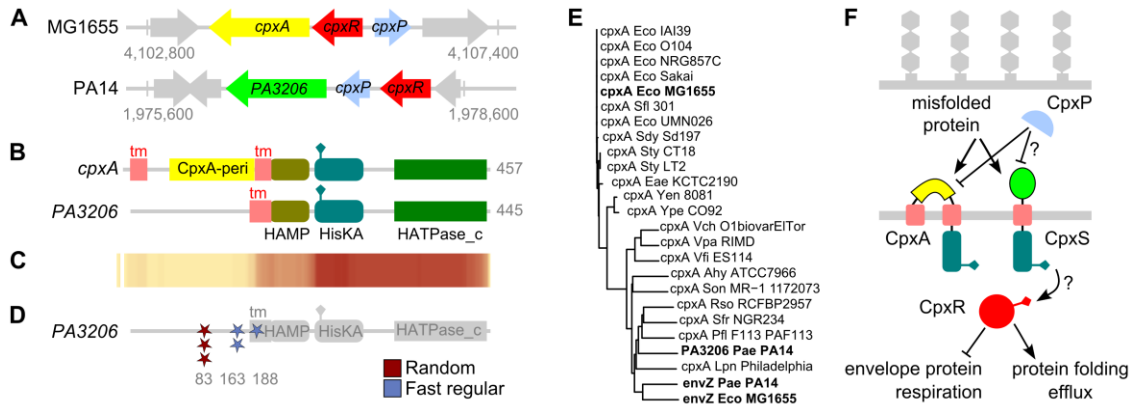 A
MG1655
cpxA
cpxR
cpxP
4,102,800
4,107,400
PA14
PA3206
cpxP
cpxR
1,975,600
1,978,600
B
tm
tm
cpxA
CpxA-peri
457
tm
PA3206
445
HAMP
HisKA
HATPase_c
C
D
tm
PA3206
HAMP
HisKA
HATPase_c
83
163
188
Random
Fast regular
E
cpxA Eco IAI39
cpxA Eco O104
cpxA Eco NRG857C
cpxA Eco Sakai
cpxA Eco MG1655
cpxA Sfl 301
cpxA Eco UMN026
cpxA Sdy Sd197
cpxA Sty CT18
cpxA Sty LT2
cpxA Eae KCTC2190
cpxA Yen 8081
cpxA Ype CO92
cpxA Vch O1biovarElTor
cpxA Vpa RIMD
cpxA Vfi ES114
cpxA Ahy ATCC7966
cpxA Son MR-1 1172073
cpxA Rso RCFBP2957
cpxA Sfr NGR234
cpxA Pfl F113 PAF113
PA3206 Pae PA14
cpxA Lpn Philadelphia
envZ Pae PA14
envZ Eco MG1655
F
misfolded
protein
CpxP
?
CpxA
CpxS
?
CpxR
envelope protein
respiration
protein folding
efflux